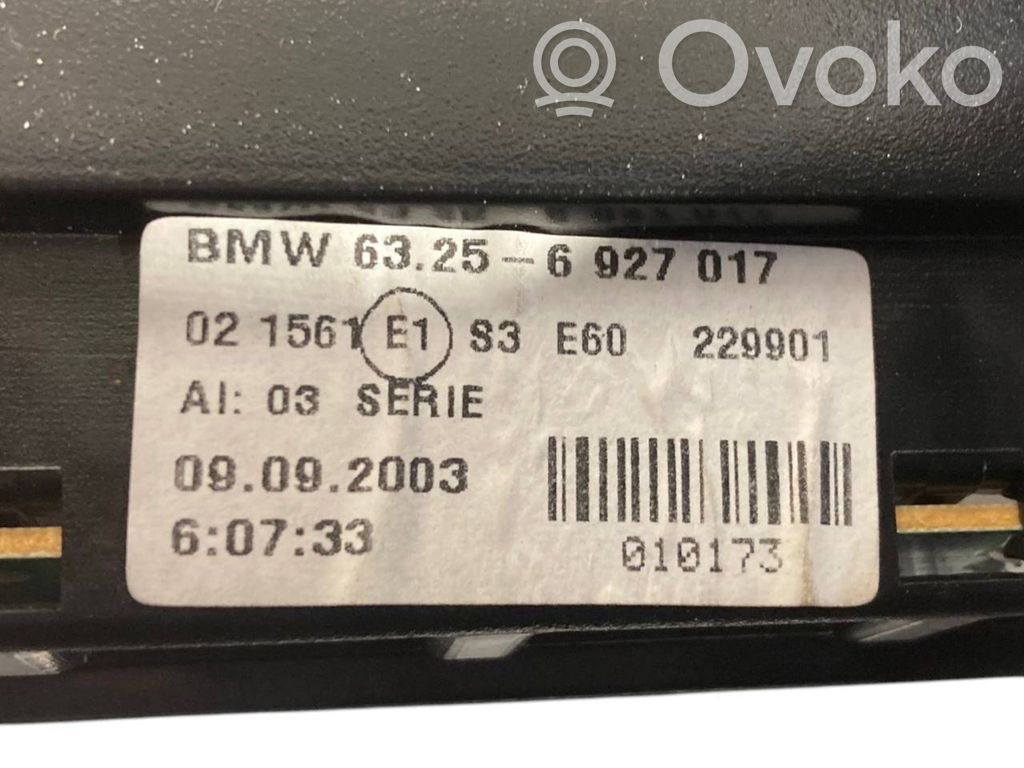 Ovoko
BMW 63.25-6 927 017
02 1561 E1 S3 E60 229901
AI: 03 SERIE
09.09.2003
6:07:33
010173